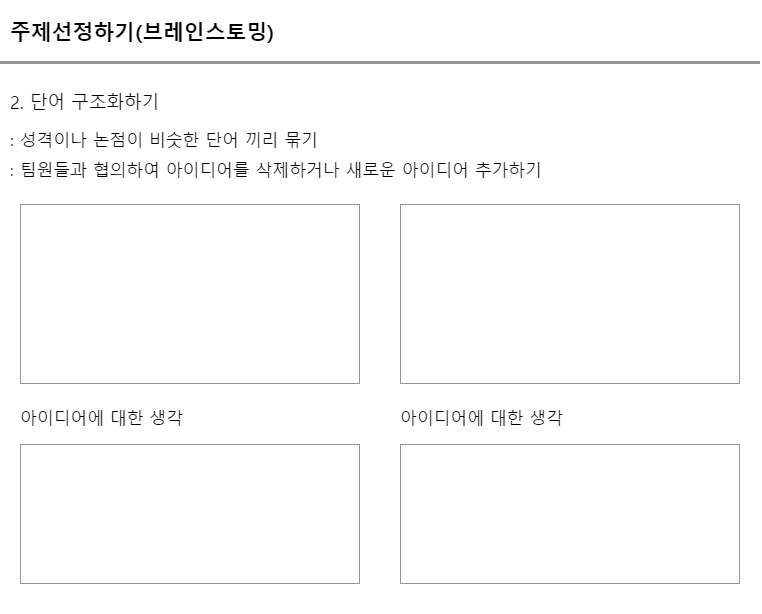 주제선정하기(브레인스토밍)
2. 단어 구조화하기
: 성격이나 논점이 비슷한 단어 끼리 묶기
: 팀원들과 협의하여 아이디어를 삭제하거나 새로운 아이디어 추가하기
아이디어에 대한 생각
아이디어에 대한 생각